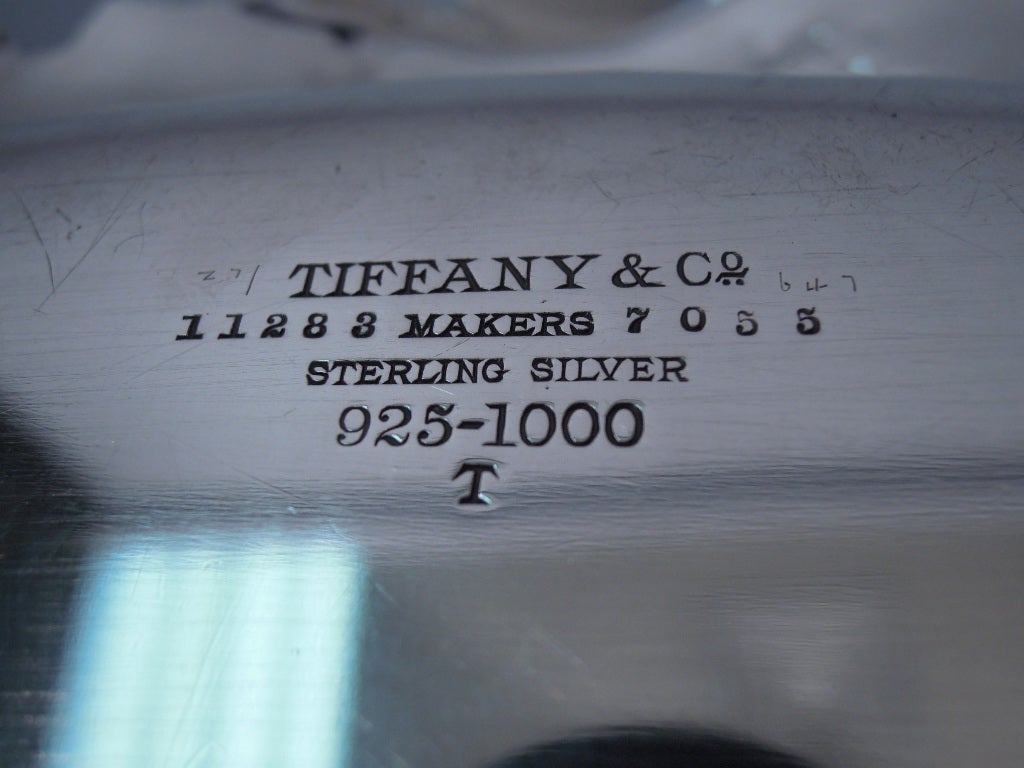 TIFFANY & Co
11283 MAKERS 7055
STERLING SILVER
925-1000
T